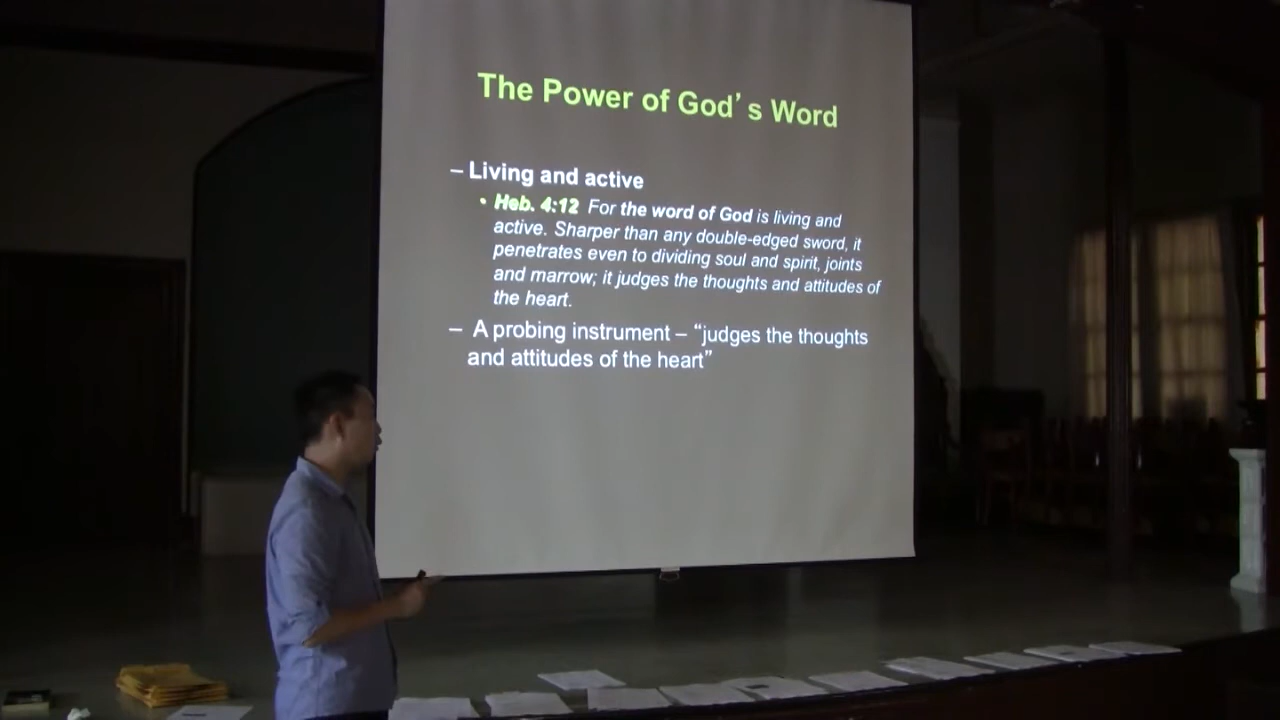 The Power of God’s Word
– Living and active
• Heb. 4:12 For the word of God is living and
active. Sharper than any double-edged sword, it
penetrates even to dividing soul and spirit, joints
and marrow; it judges the thoughts and attitudes of
the heart.
– A probing instrument – “judges the thoughts
and attitudes of the heart”